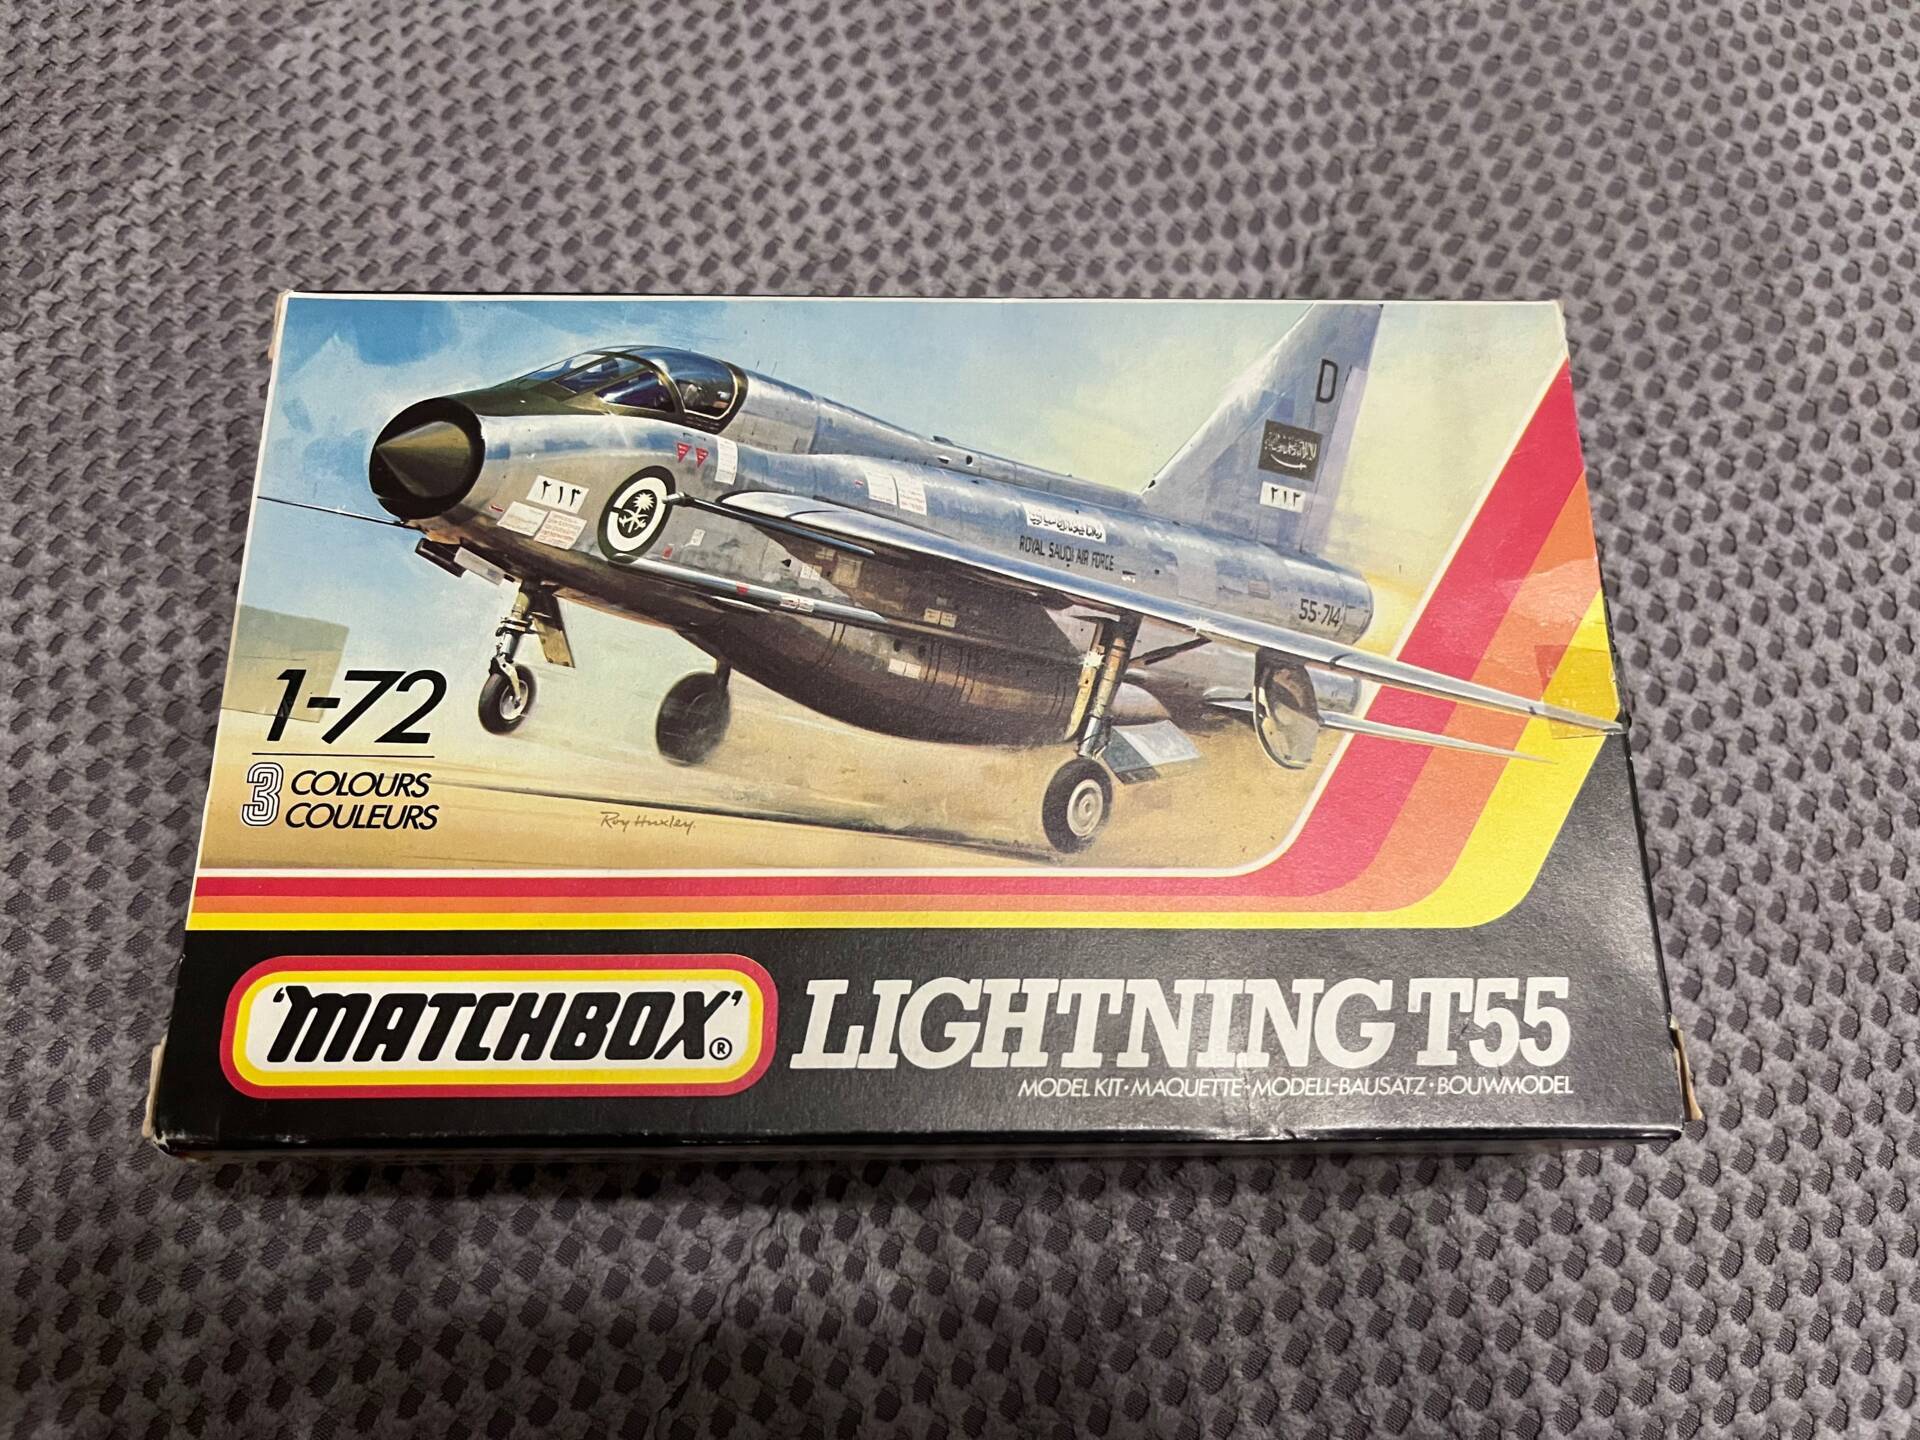 D
٢١٣
٢١٣
ROYAL SAUDI AIR FORCE
55-714
1-72
3 COLOURS
COULEURS
Roy Huxley.
'MATCHBOX'®
LIGHTNING T55
MODEL KIT·MAQUETTE·MODELL-BAUSATZ·BOUWMODEL